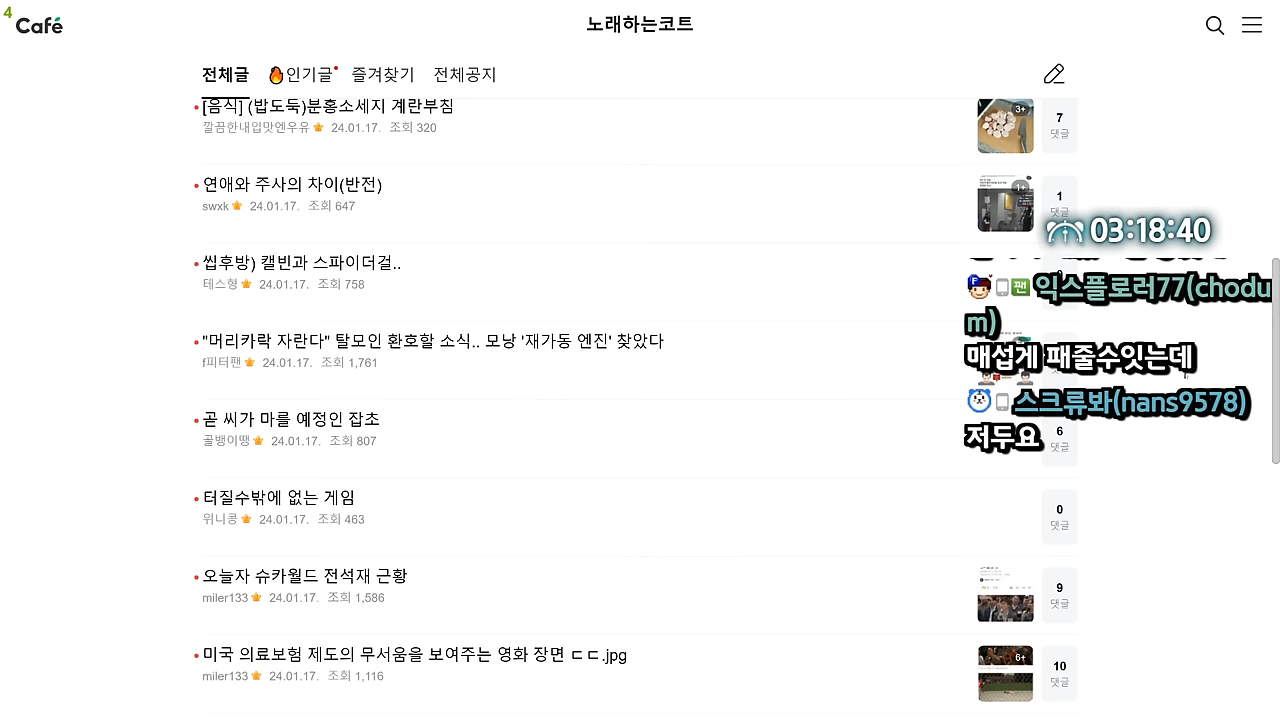 4
Café
노래하는코트
전체글 인기글 즐겨찾기 전체공지
[음식] (밥도둑)분홍소세지 계란부침
깔끔한내입맛엔우유 24.01.17. 조회 320
3+
7
댓글
연애와 주사의 차이(반전)
swxk 24.01.17. 조회 647
1+
1
댓글
03:18:40
씹후방) 캘빈과 스파이더걸..
테스형 24.01.17. 조회 758
팬 익스플로러77(chodu
m)
매섭게 패줄수잇는데
"머리카락 자란다" 탈모인 환호할 소식.. 모낭 '재가동 엔진' 찾았다
f피터팬 24.01.17. 조회 1,761
스크류봐(nans9578)
저두요
곧 씨가 마를 예정인 잡초
골뱅이땡 24.01.17. 조회 807
6
댓글
터질수밖에 없는 게임
위니콩 24.01.17. 조회 463
0
댓글
오늘자 슈카월드 전석재 근황
miler133 24.01.17. 조회 1,586
9
댓글
미국 의료보험 제도의 무서움을 보여주는 영화 장면 ㄷㄷ.jpg
miler133 24.01.17. 조회 1,116
6+
10
댓글